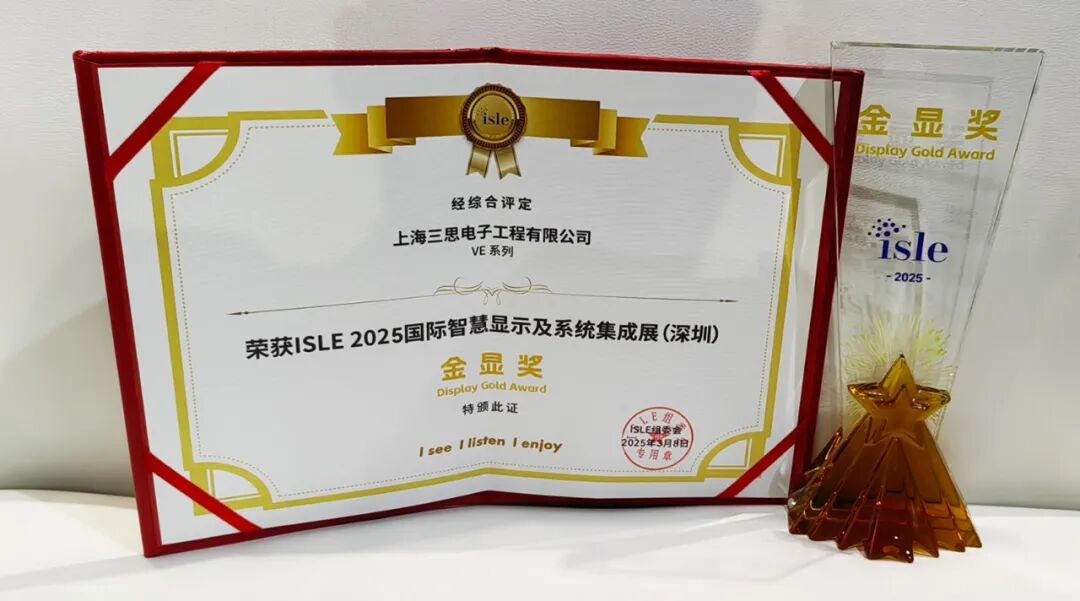 isle
经综合评定
上海三思电子工程有限公司
VE 系列
荣获ISLE 2025国际智慧显示及系统集成展(深圳)
金显奖
Display Gold Award
特颁此证
I see I listen I enjoy
ISLE组委会
2025年3月8日
专用章
金显奖
Display Gold Award
isle
- 2025 -